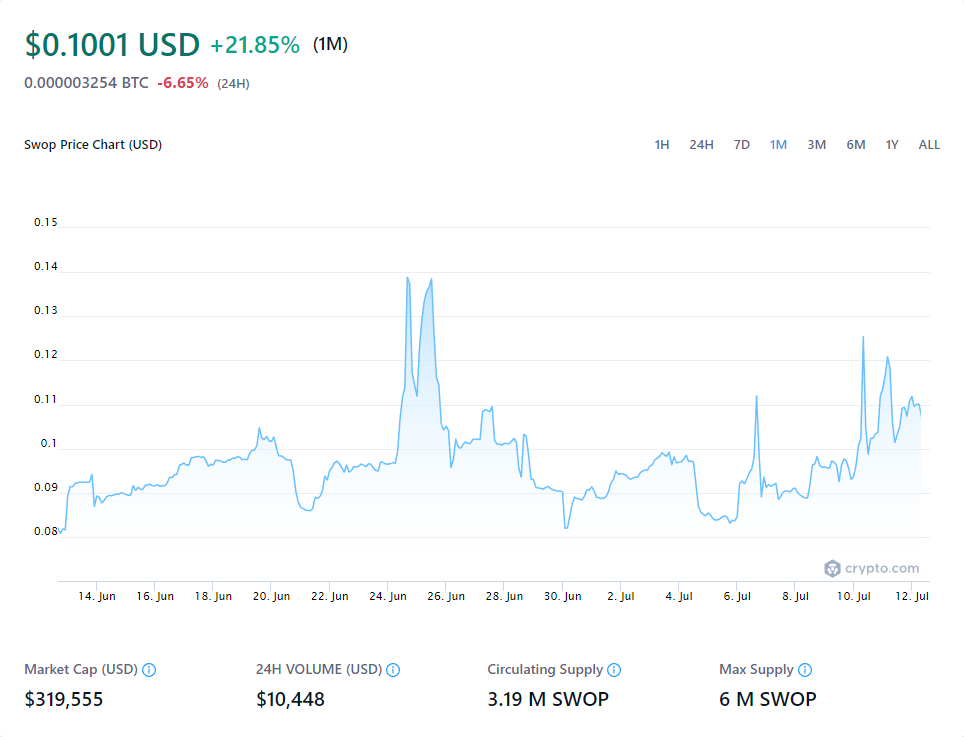 $0.1001 USD +21.85% (1M)
0.000003254 BTC -6.65% (24H)
Swop Price Chart (USD) 1H 24H 7D 1M 3M 6M 1Y ALL
0.15
0.14
0.13
0.12
0.11
0.1
0.09
0.08
crypto.com
14. Jun 16. Jun 18. Jun 20. Jun 22. Jun 24. Jun 26. Jun 28. Jun 30. Jun 2. Jul 4. Jul 6. Jul 8. Jul 10. Jul 12. Jul
Market Cap (USD) 24H VOLUME (USD) Circulating Supply Max Supply
$319,555 $10,448 3.19 M SWOP 6 M SWOP